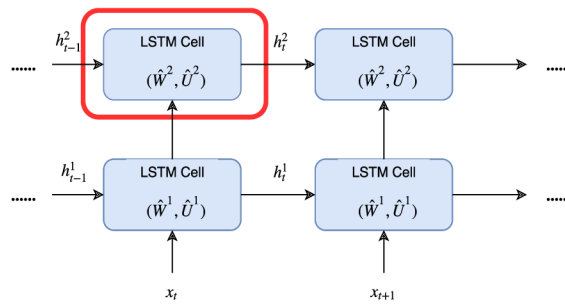 h²ₜ₋₁ LSTM Cell h²ₜ LSTM Cell
...... (Ŵ², Û²) (Ŵ², Û²) .....
h¹ₜ₋₁ LSTM Cell h¹ₜ LSTM Cell
...... (Ŵ¹, Û¹) (Ŵ¹, Û¹) .....
xₜ xₜ₊₁